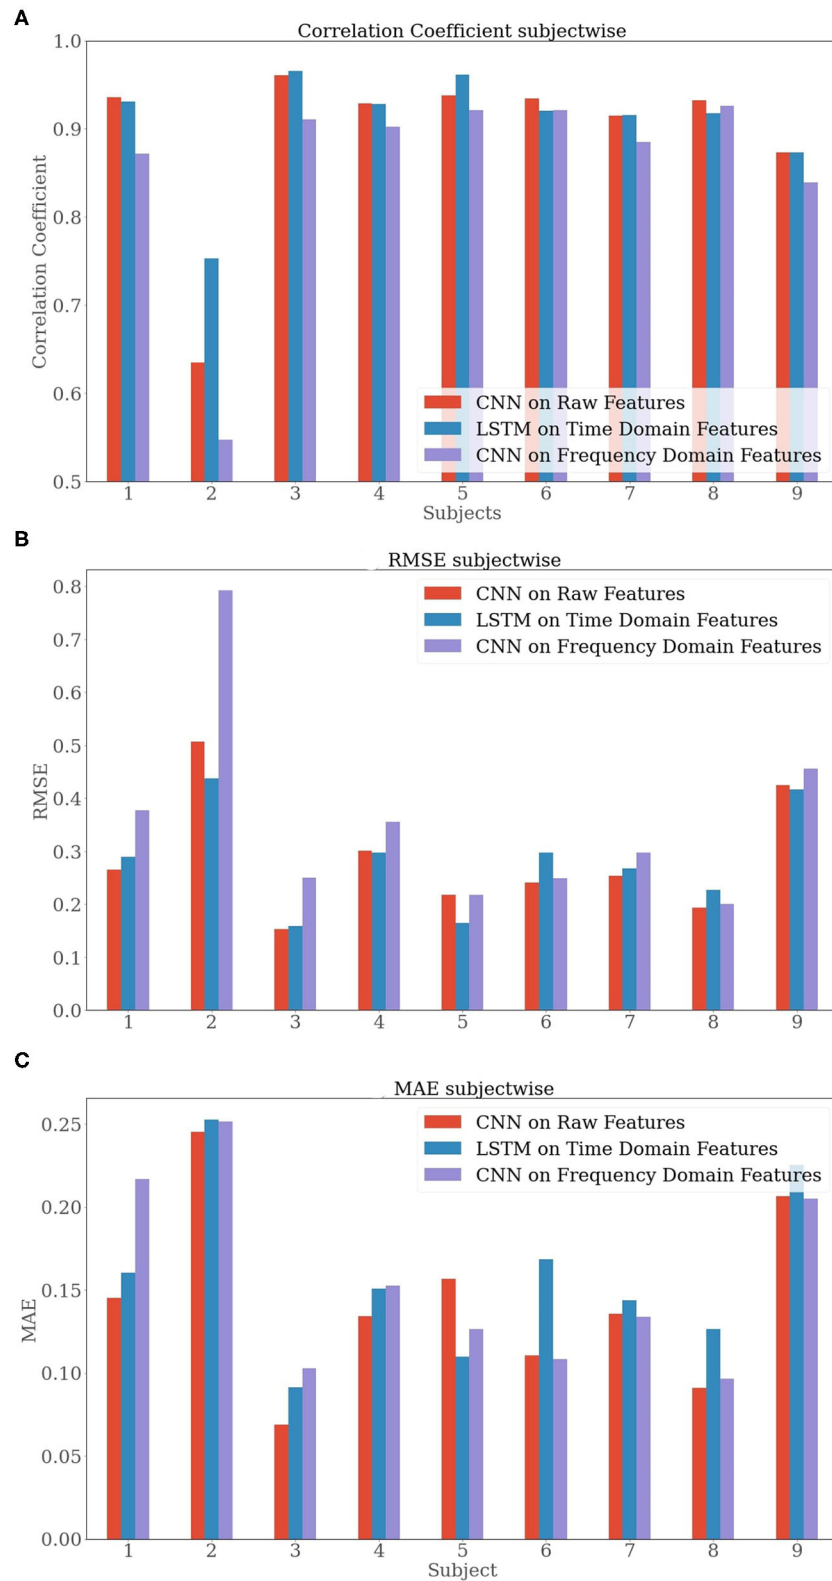 A
Correlation Coefficient subjectwise
1.0
0.9
0.8
0.7
0.6
0.5
Correlation Coefficient
CNN on Raw Features
LSTM on Time Domain Features
CNN on Frequency Domain Features
1 2 3 4 5 6 7 8 9
Subjects
B
RMSE subjectwise
0.8
0.7
0.6
0.5
0.4
0.3
0.2
0.1
0.0
RMSE
CNN on Raw Features
LSTM on Time Domain Features
CNN on Frequency Domain Features
1 2 3 4 5 6 7 8 9
C
MAE subjectwise
0.25
0.20
0.15
0.10
0.05
0.00
MAE
CNN on Raw Features
LSTM on Time Domain Features
CNN on Frequency Domain Features
1 2 3 4 5 6 7 8 9
Subject